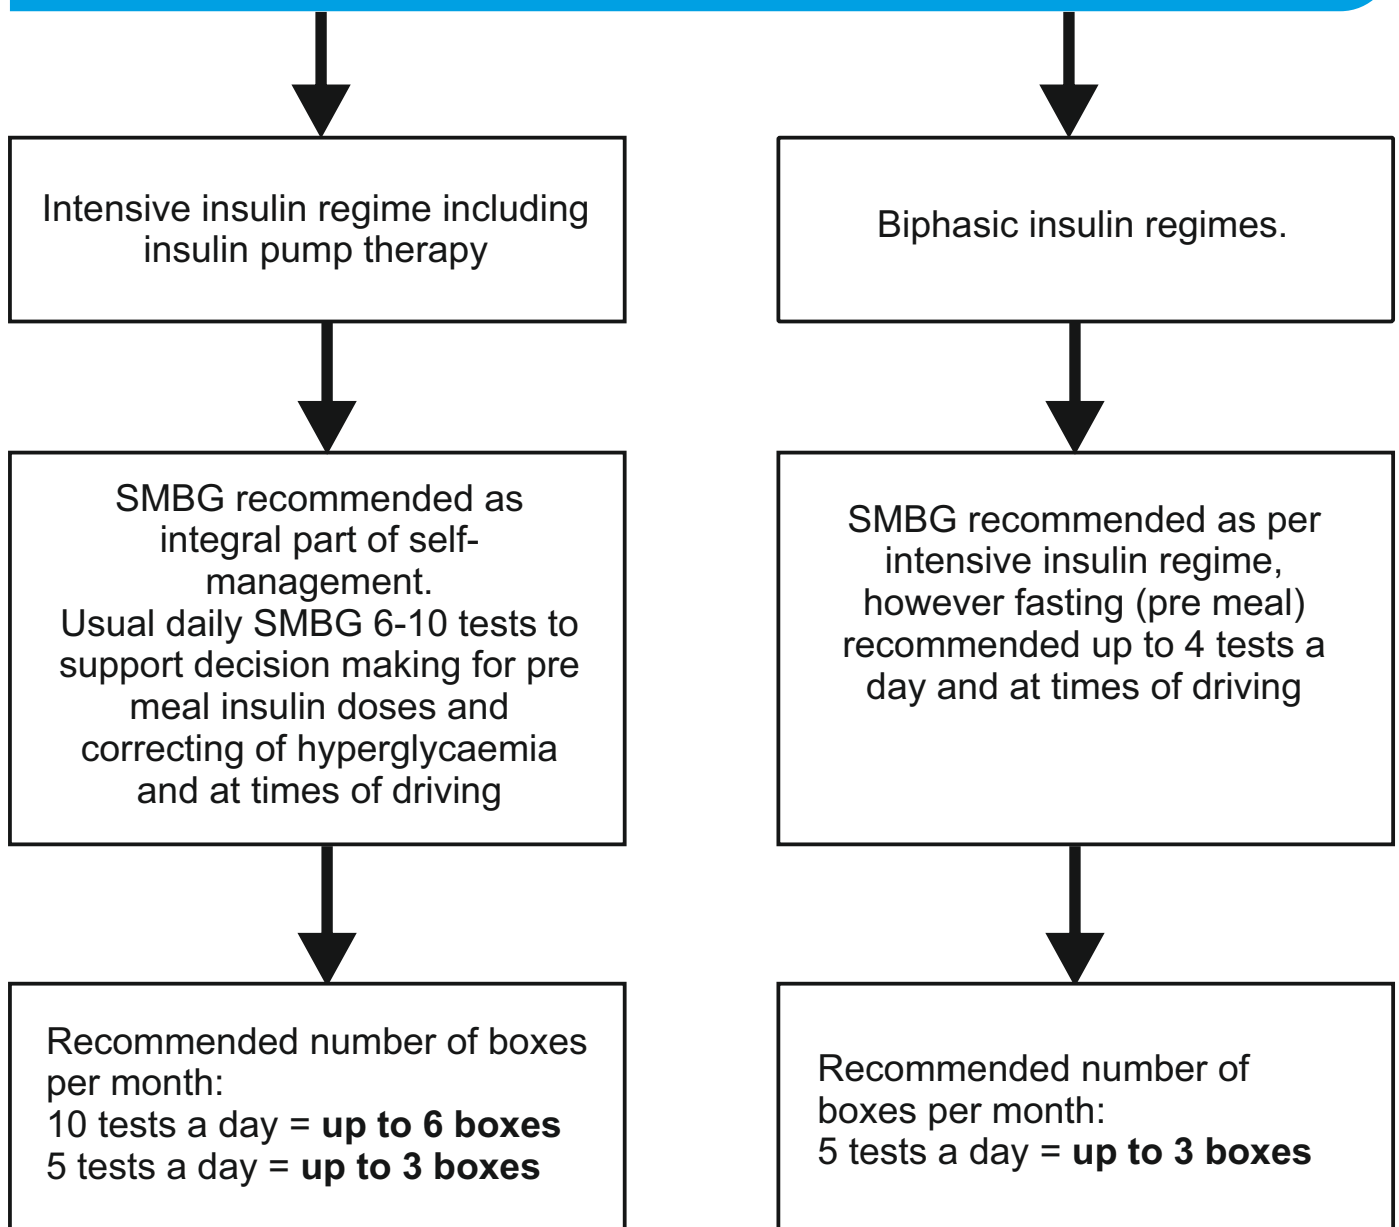 Intensive insulin regime including
insulin pump therapy
Biphasic insulin regimes.
SMBG recommended as
integral part of self-
management.
Usual daily SMBG 6-10 tests to
support decision making for pre
meal insulin doses and
correcting of hyperglycaemia
and at times of driving
SMBG recommended as per
intensive insulin regime,
however fasting (pre meal)
recommended up to 4 tests a
day and at times of driving
Recommended number of boxes
per month:
10 tests a day = up to 6 boxes
5 tests a day = up to 3 boxes
Recommended number of
boxes per month:
5 tests a day = up to 3 boxes